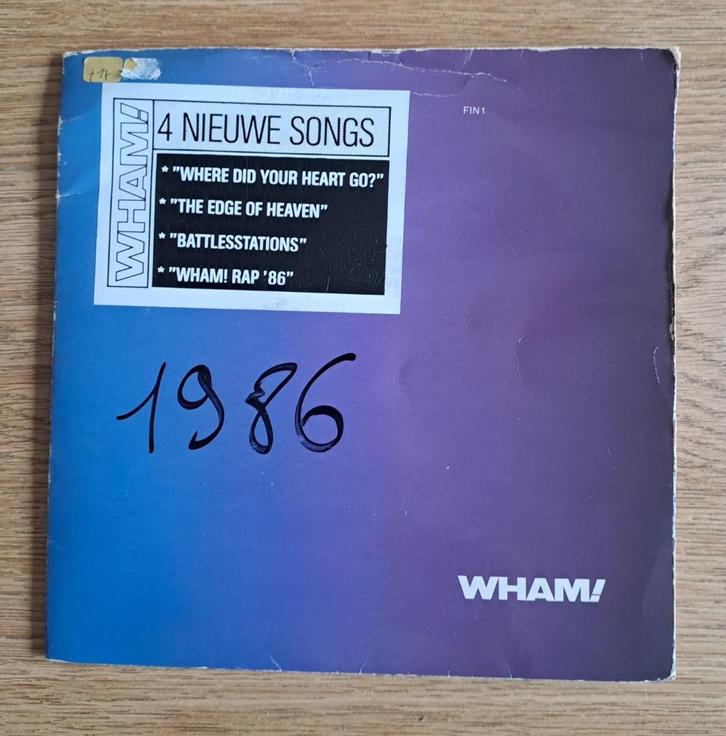 FIN1
WHAM!
4 NIEUWE SONGS
* "WHERE DID YOUR HEART GO?"
* "THE EDGE OF HEAVEN"
* "BATTLESSTATIONS"
* "WHAM! RAP '86"
1986
WHAM!